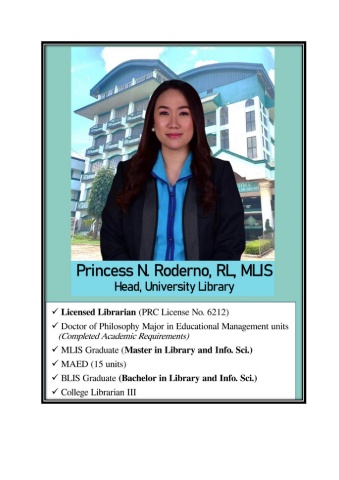 Princess N. Roderno, RL, MLIS
Head, University Library
✓ Licensed Librarian (PRC License No. 6212)
✓ Doctor of Philosophy Major in Educational Management units
(Completed Academic Requirements)
✓ MLIS Graduate (Master in Library and Info. Sci.)
✓ MAED (15 units)
✓ BLIS Graduate (Bachelor in Library and Info. Sci.)
✓ College Librarian III